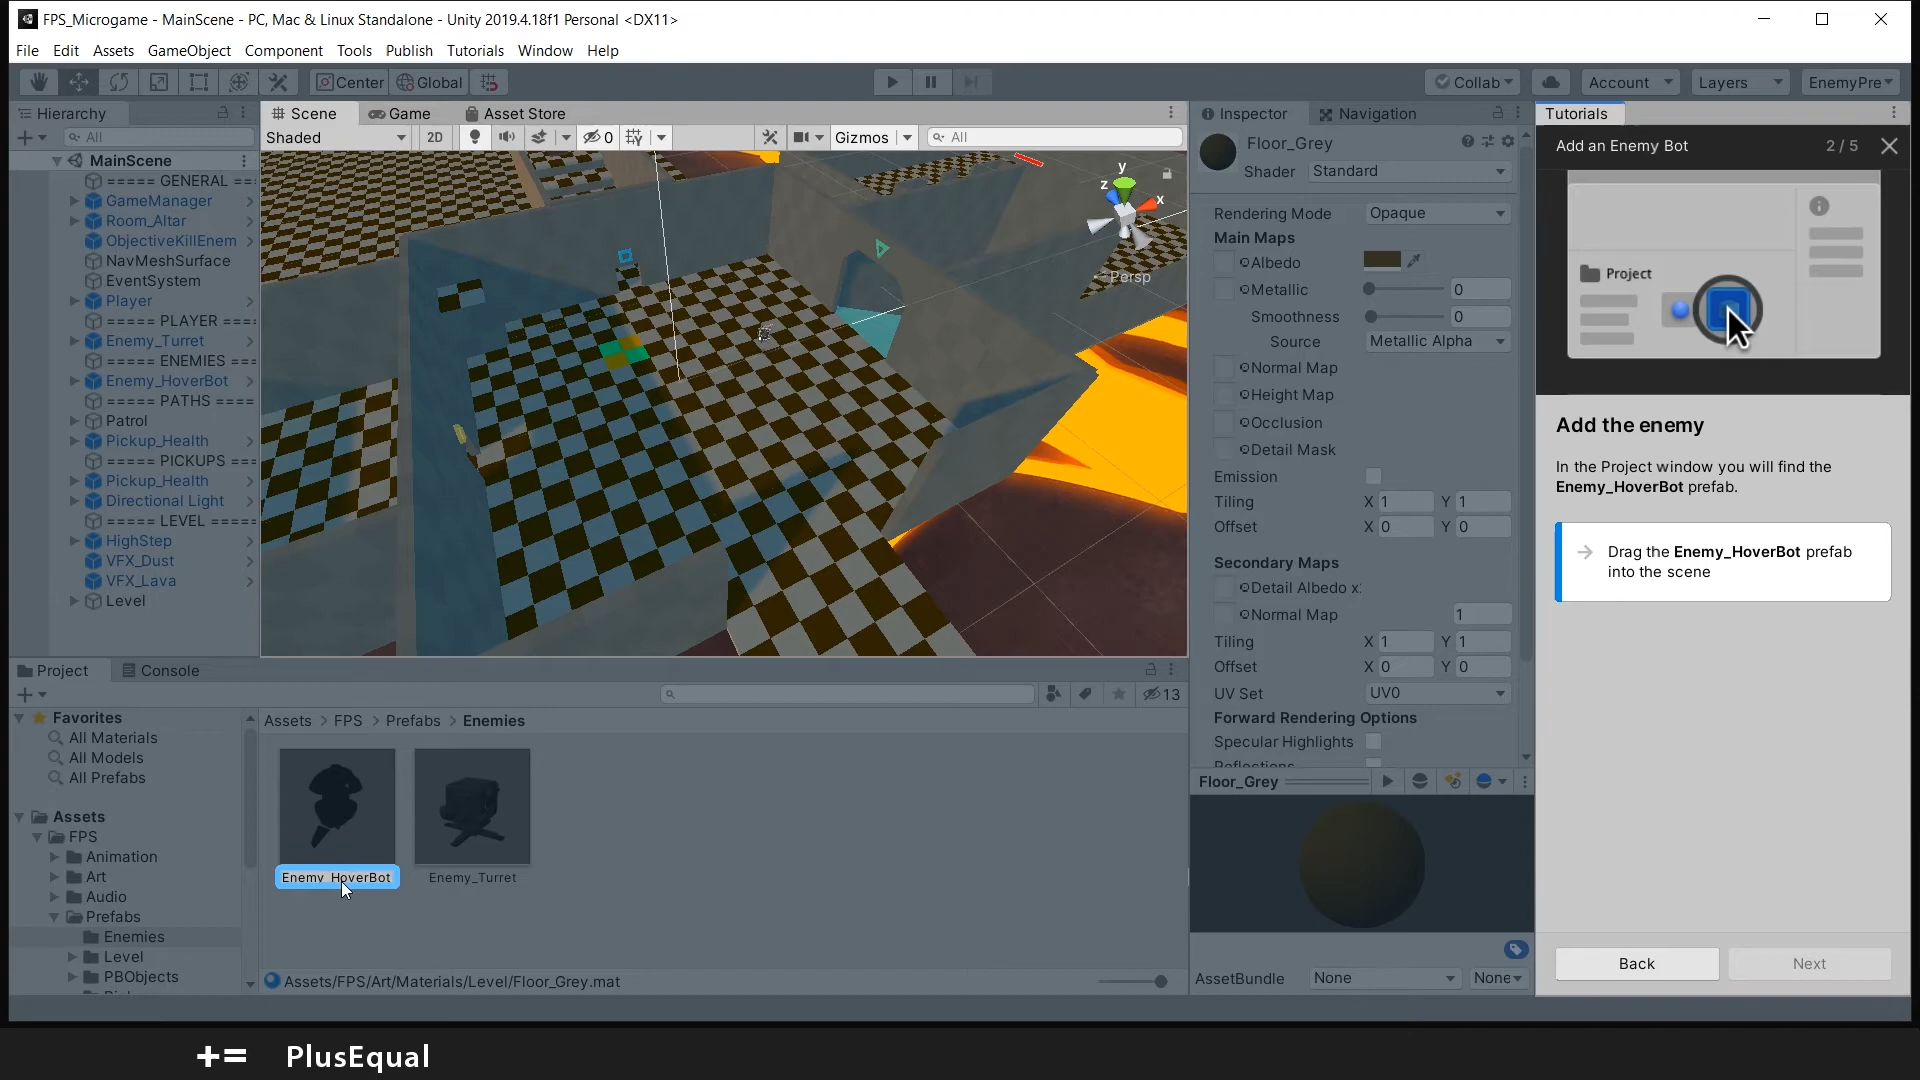 FPS_Microgame - MainScene - PC, Mac & Linux Standalone - Unity 2019.4.18f1 Personal <DX11>
File Edit Assets GameObject Component Tools Publish Tutorials Window Help
Center Global Collab Account Layers EnemyPre
Hierarchy
All
MainScene
===== GENERAL ==
GameManager
Room_Altar
ObjectiveKillEnem
NavMeshSurface
EventSystem
Player
===== PLAYER ==
Enemy_Turret
===== ENEMIES ==
Enemy_HoverBot
===== PATHS ====
Patrol
Pickup_Health
===== PICKUPS ==
Pickup_Health
Directional Light
===== LEVEL =====
HighStep
VFX_Dust
VFX_Lava
Level
Scene Game Asset Store
Shaded 2D 0 Gizmos All
y
z
x
Persp
Inspector Navigation
Floor_Grey
Shader Standard
Rendering Mode Opaque
Main Maps
Albedo
Metallic 0
Smoothness 0
Source Metallic Alpha
Normal Map
Height Map
Occlusion
Detail Mask
Emission
Tiling X 1 Y 1
Offset X 0 Y 0
Secondary Maps
Detail Albedo x
Normal Map 1
Tiling X 1 Y 1
Offset X 0 Y 0
UV Set UV0
Forward Rendering Options
Specular Highlights
Floor_Grey
AssetBundle None None
Tutorials
Add an Enemy Bot 2 / 5
Project
Add the enemy
In the Project window you will find the
Enemy_HoverBot prefab.
Drag the Enemy_HoverBot prefab
into the scene
Back Next
Project Console
13
Favorites
All Materials
All Models
All Prefabs
Assets
FPS
Animation
Art
Audio
Prefabs
Enemies
Level
PBObjects
Assets > FPS > Prefabs > Enemies
Enemy_HoverBot Enemy_Turret
Assets/FPS/Art/Materials/Level/Floor_Grey.mat
+= PlusEqual